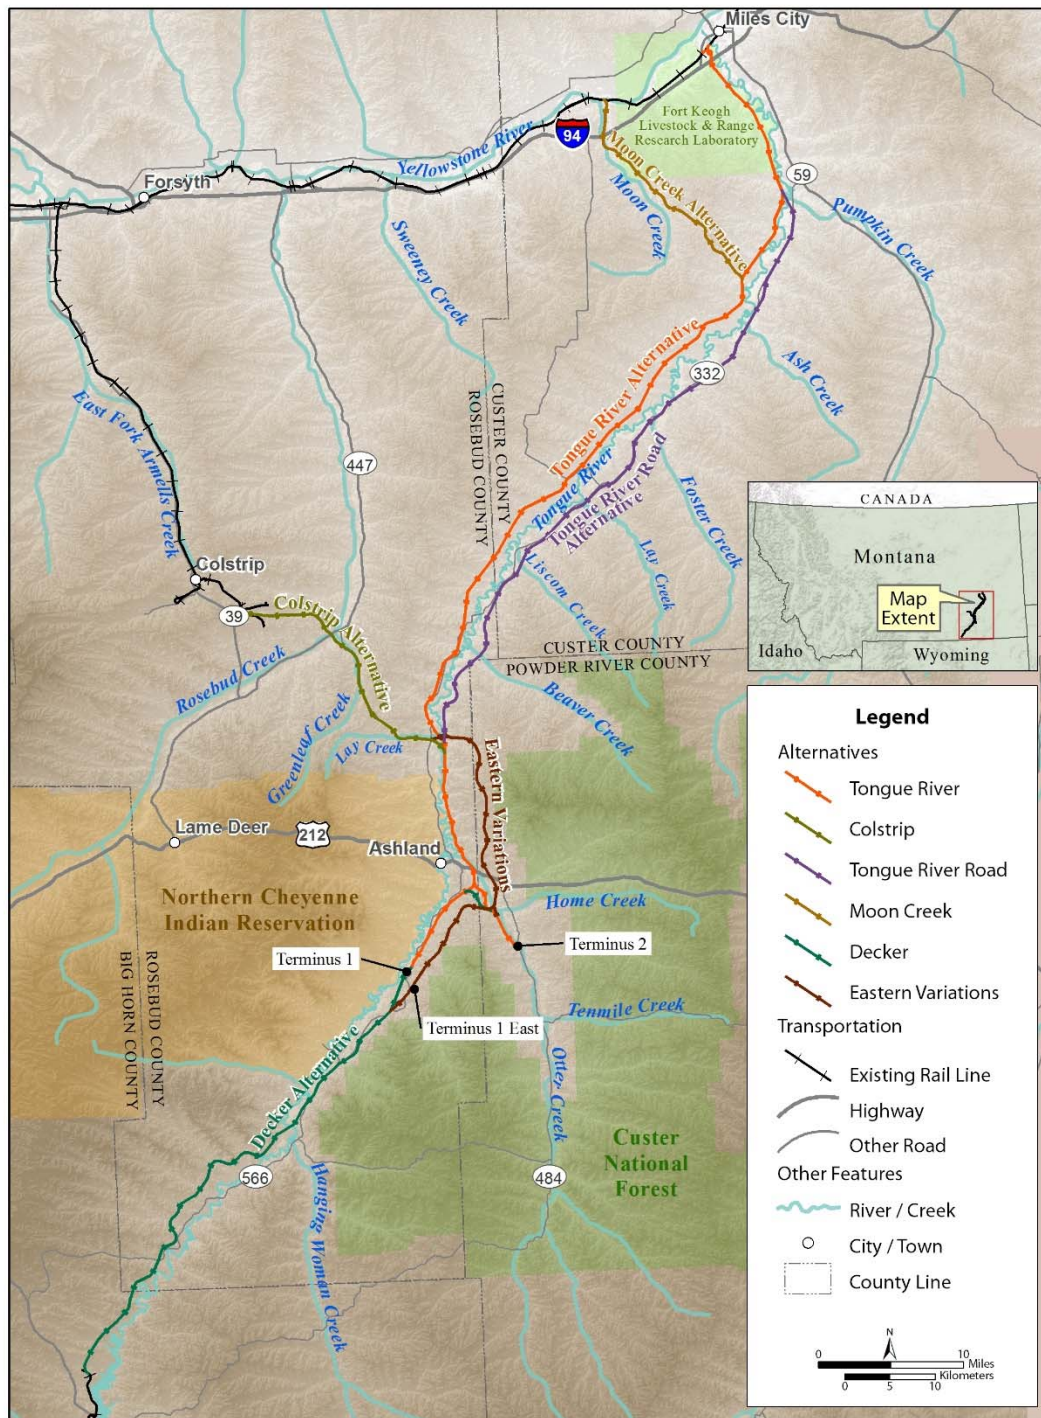 Miles City
Fort Keogh
Livestock & Range
Research Laboratory
94
Yellowstone River
Moon Creek Alternative
Moon Creek
Forsyth
59
Pumpkin Creek
Sweeney Creek
Tongue River Alternative
332
Ash Creek
CUSTER COUNTY
ROSEBUD COUNTY
East Fork Armells Creek
447
Tongue River
Tongue River Road
Alternative
Foster Creek
Lay Creek
Liscom Creek
Colstrip
39
Colstrip Alternative
CUSTER COUNTY
POWDER RIVER COUNTY
Rosebud Creek
Greenleaf Creek
Lay Creek
Beaver Creek
Eastern Variations
Lame Deer
212
Ashland
Northern Cheyenne
Indian Reservation
Home Creek
Terminus 1
Terminus 2
Terminus 1 East
ROSEBUD COUNTY
BIG HORN COUNTY
Tenmile Creek
Decker Alternative
Otter Creek
Custer
National
Forest
566
484
Hanging Woman Creek
CANADA
Montana
Map
Extent
Idaho
Wyoming
Legend
Alternatives
Tongue River
Colstrip
Tongue River Road
Moon Creek
Decker
Eastern Variations
Transportation
Existing Rail Line
Highway
Other Road
Other Features
River / Creek
City / Town
County Line
N
0 10
Miles
Kilometers
0 5 10